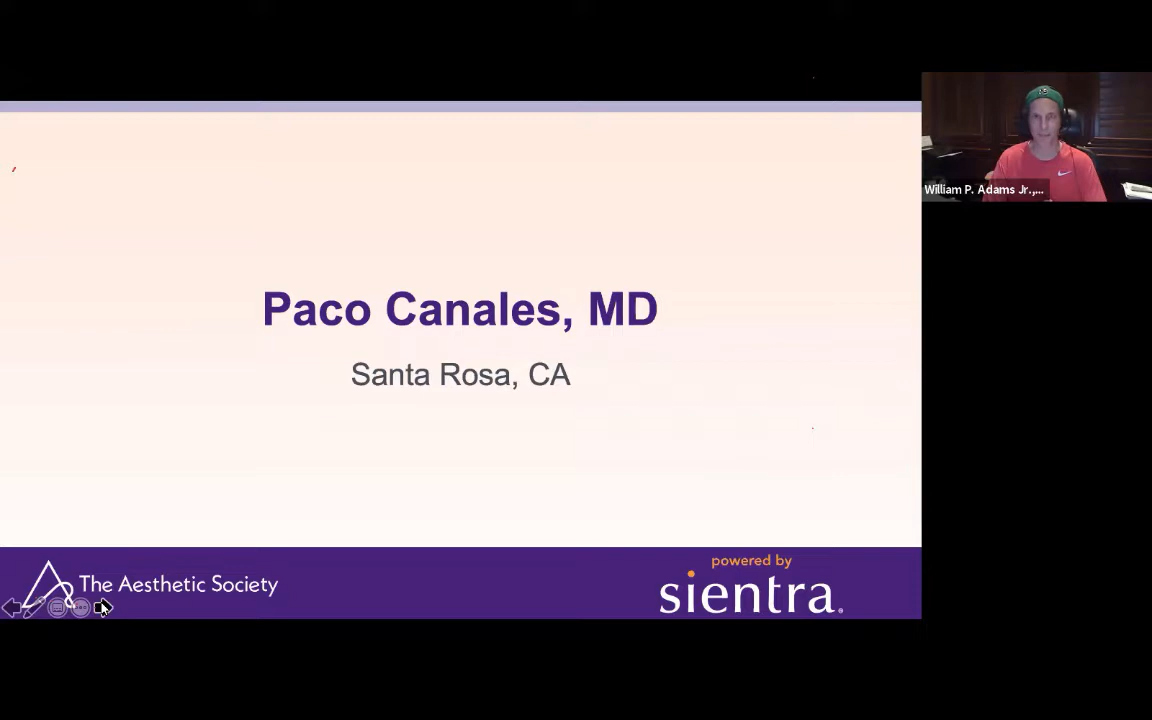 Paco Canales, MD
Santa Rosa, CA
The Aesthetic Society
powered by
sientra®
William P. Adams Jr.,...